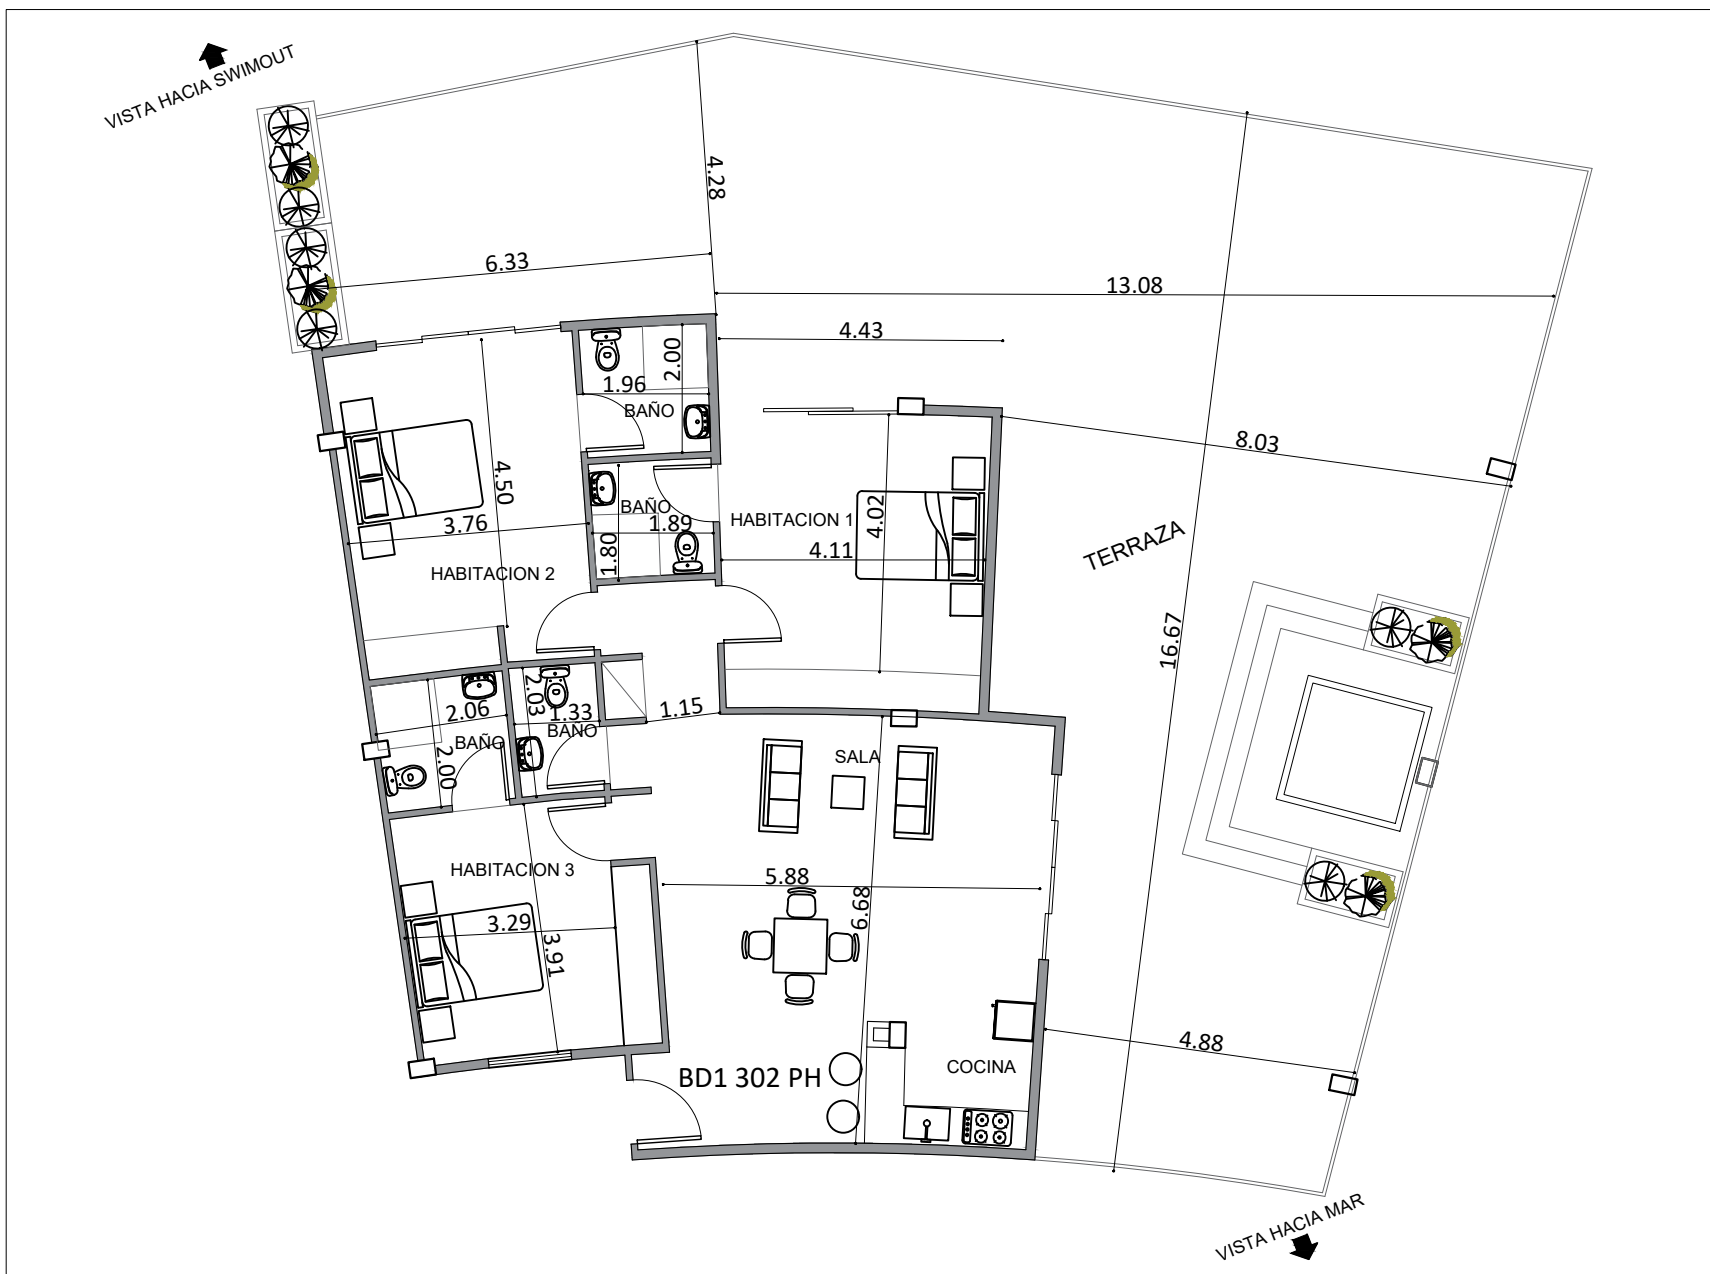 VISTA HACIA SWIMOUT
4.28
6.33
13.08
4.43
2.00
1.96
BAÑO
8.03
4.50
3.76
BAÑO
1.89
1.80
HABITACION 1
4.02
4.11
TERRAZA
HABITACION 2
16.67
2.06
BAÑO
2.00
2.03
1.33
BAÑO
1.15
SALA
HABITACION 3
5.88
6.68
3.29
3.91
4.88
BD1 302 PH
COCINA
VISTA HACIA MAR